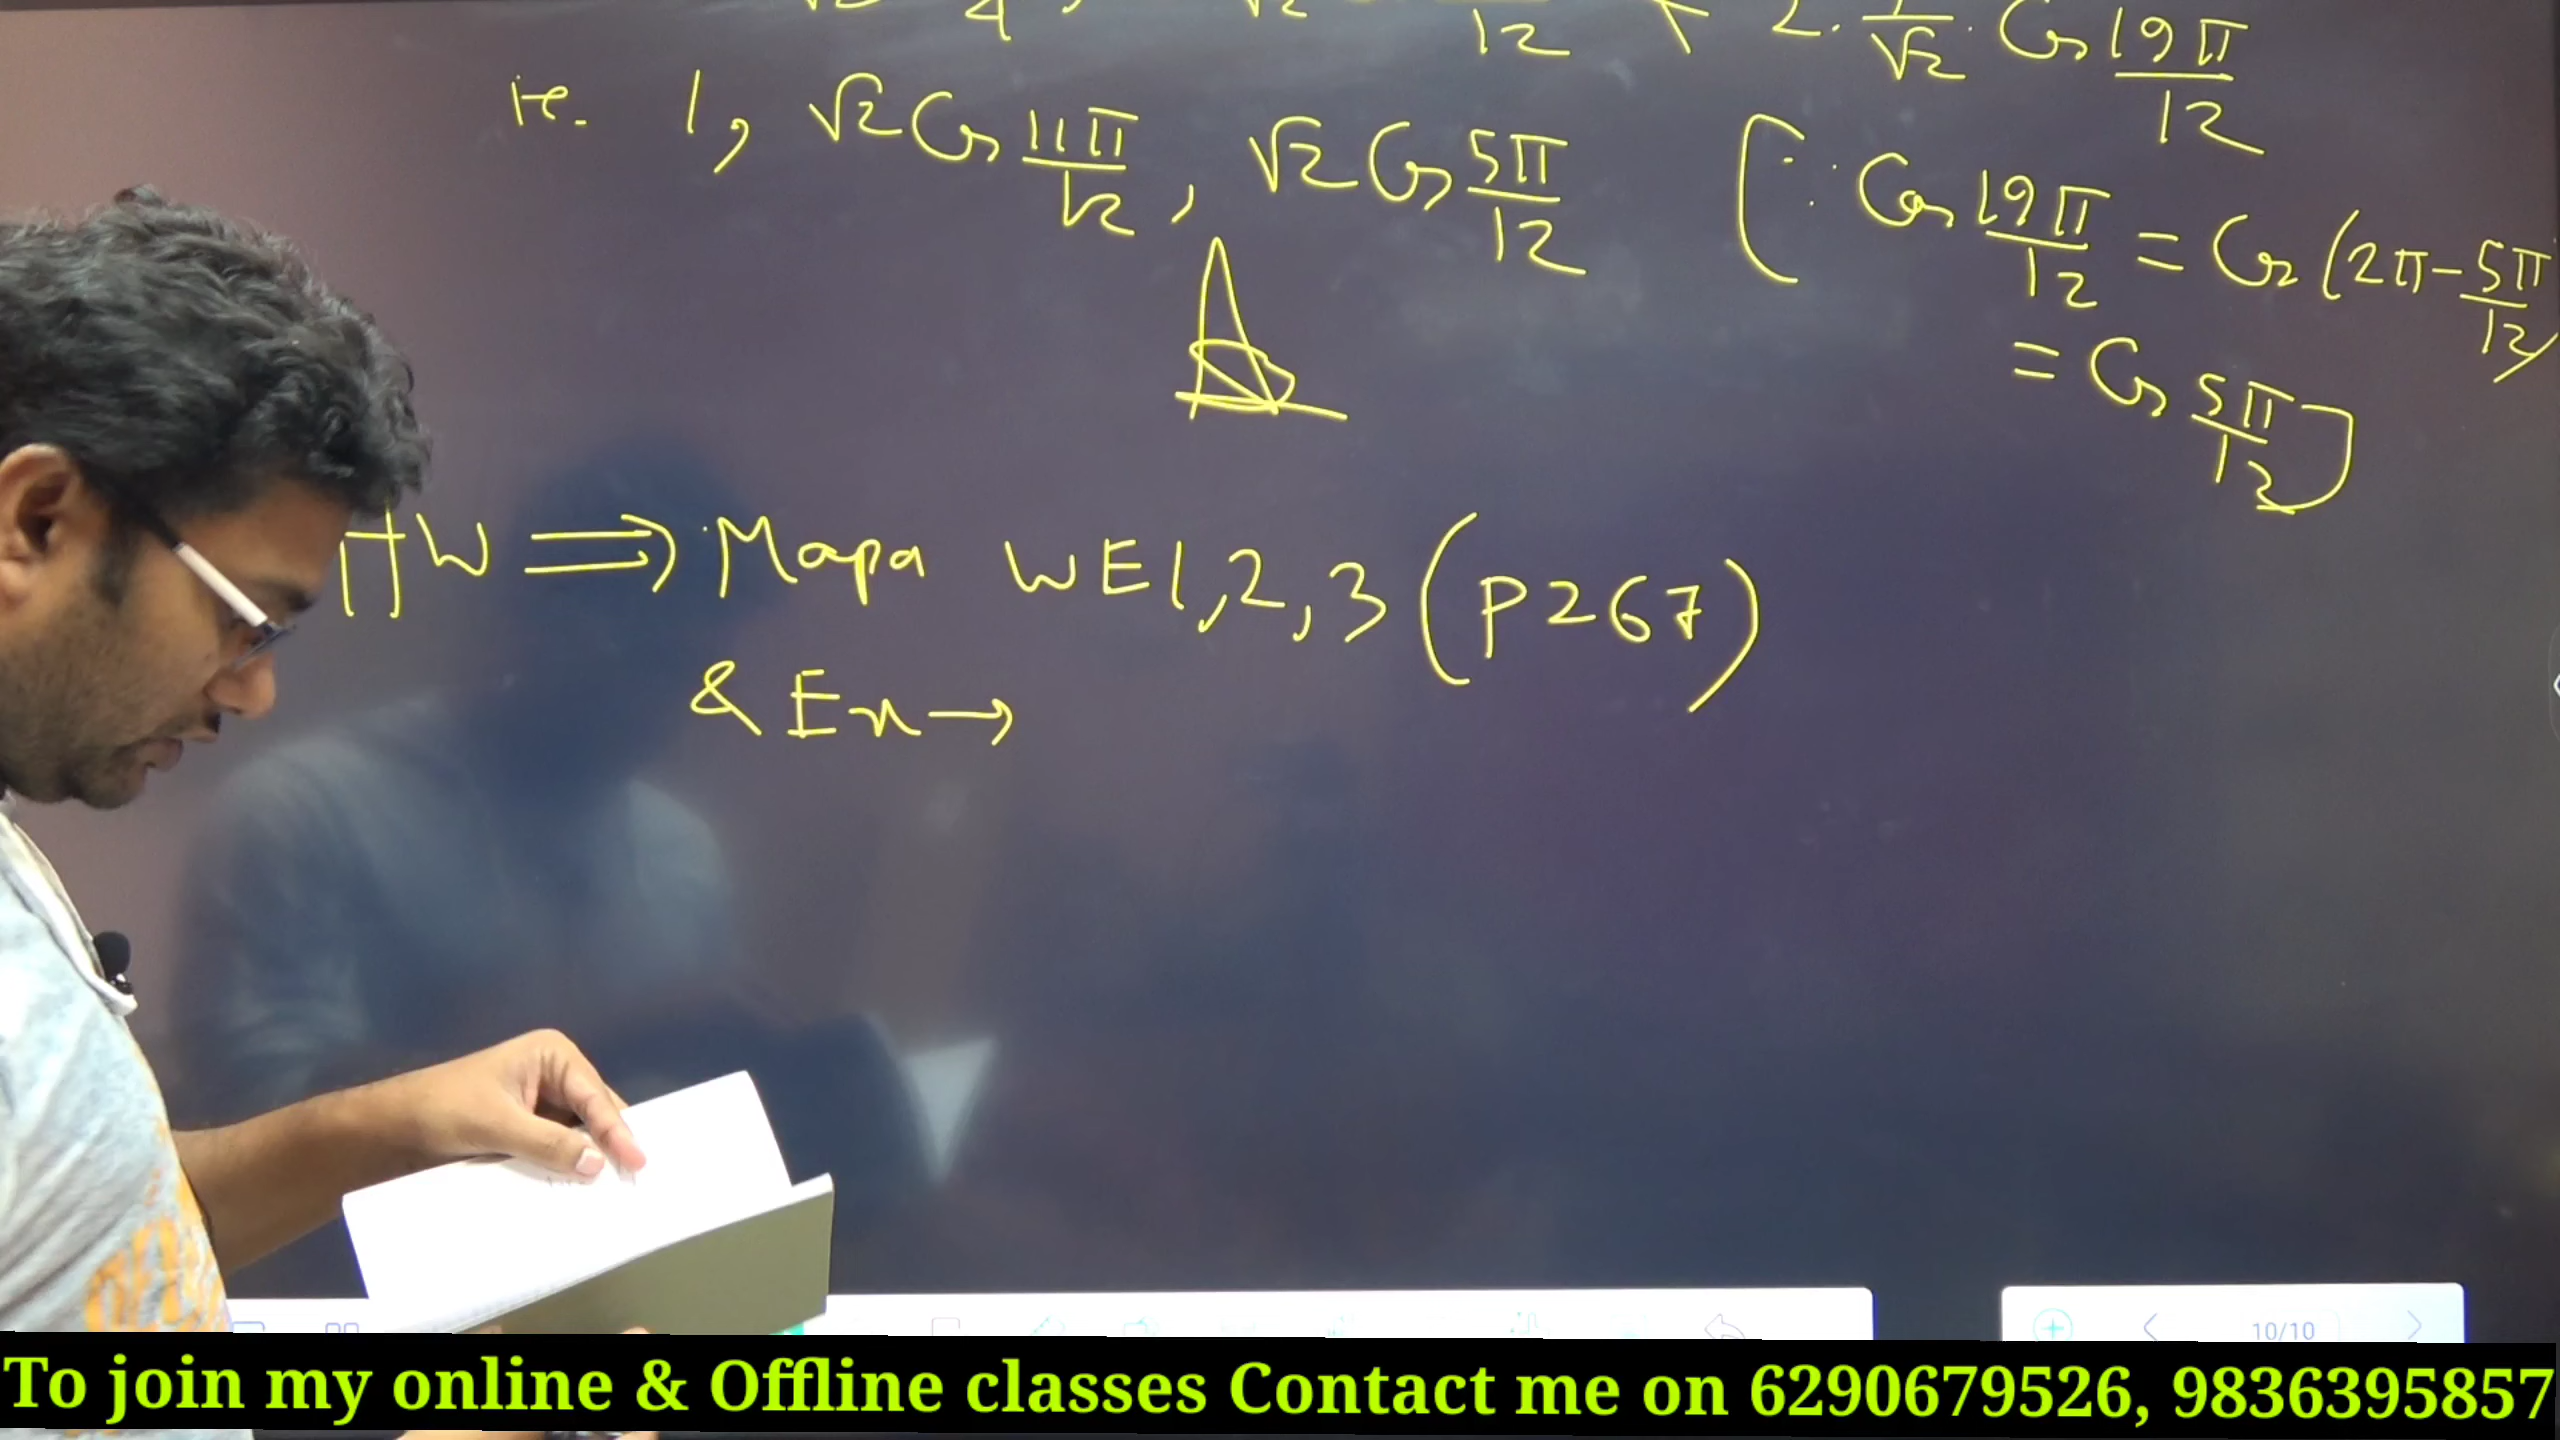 12 2. 1/√2 . Cos 19π/12
i.e. 1, √2 Cos 11π/12, √2 Cos 5π/12 [∵ Cos 19π/12 = Cos (2π - 5π/12)
= Cos 5π/12]
HW ⟹ Mapa WE 1,2,3 (P267)
& Ex →
10/10
To join my online & Offline classes Contact me on 6290679526, 9836395857